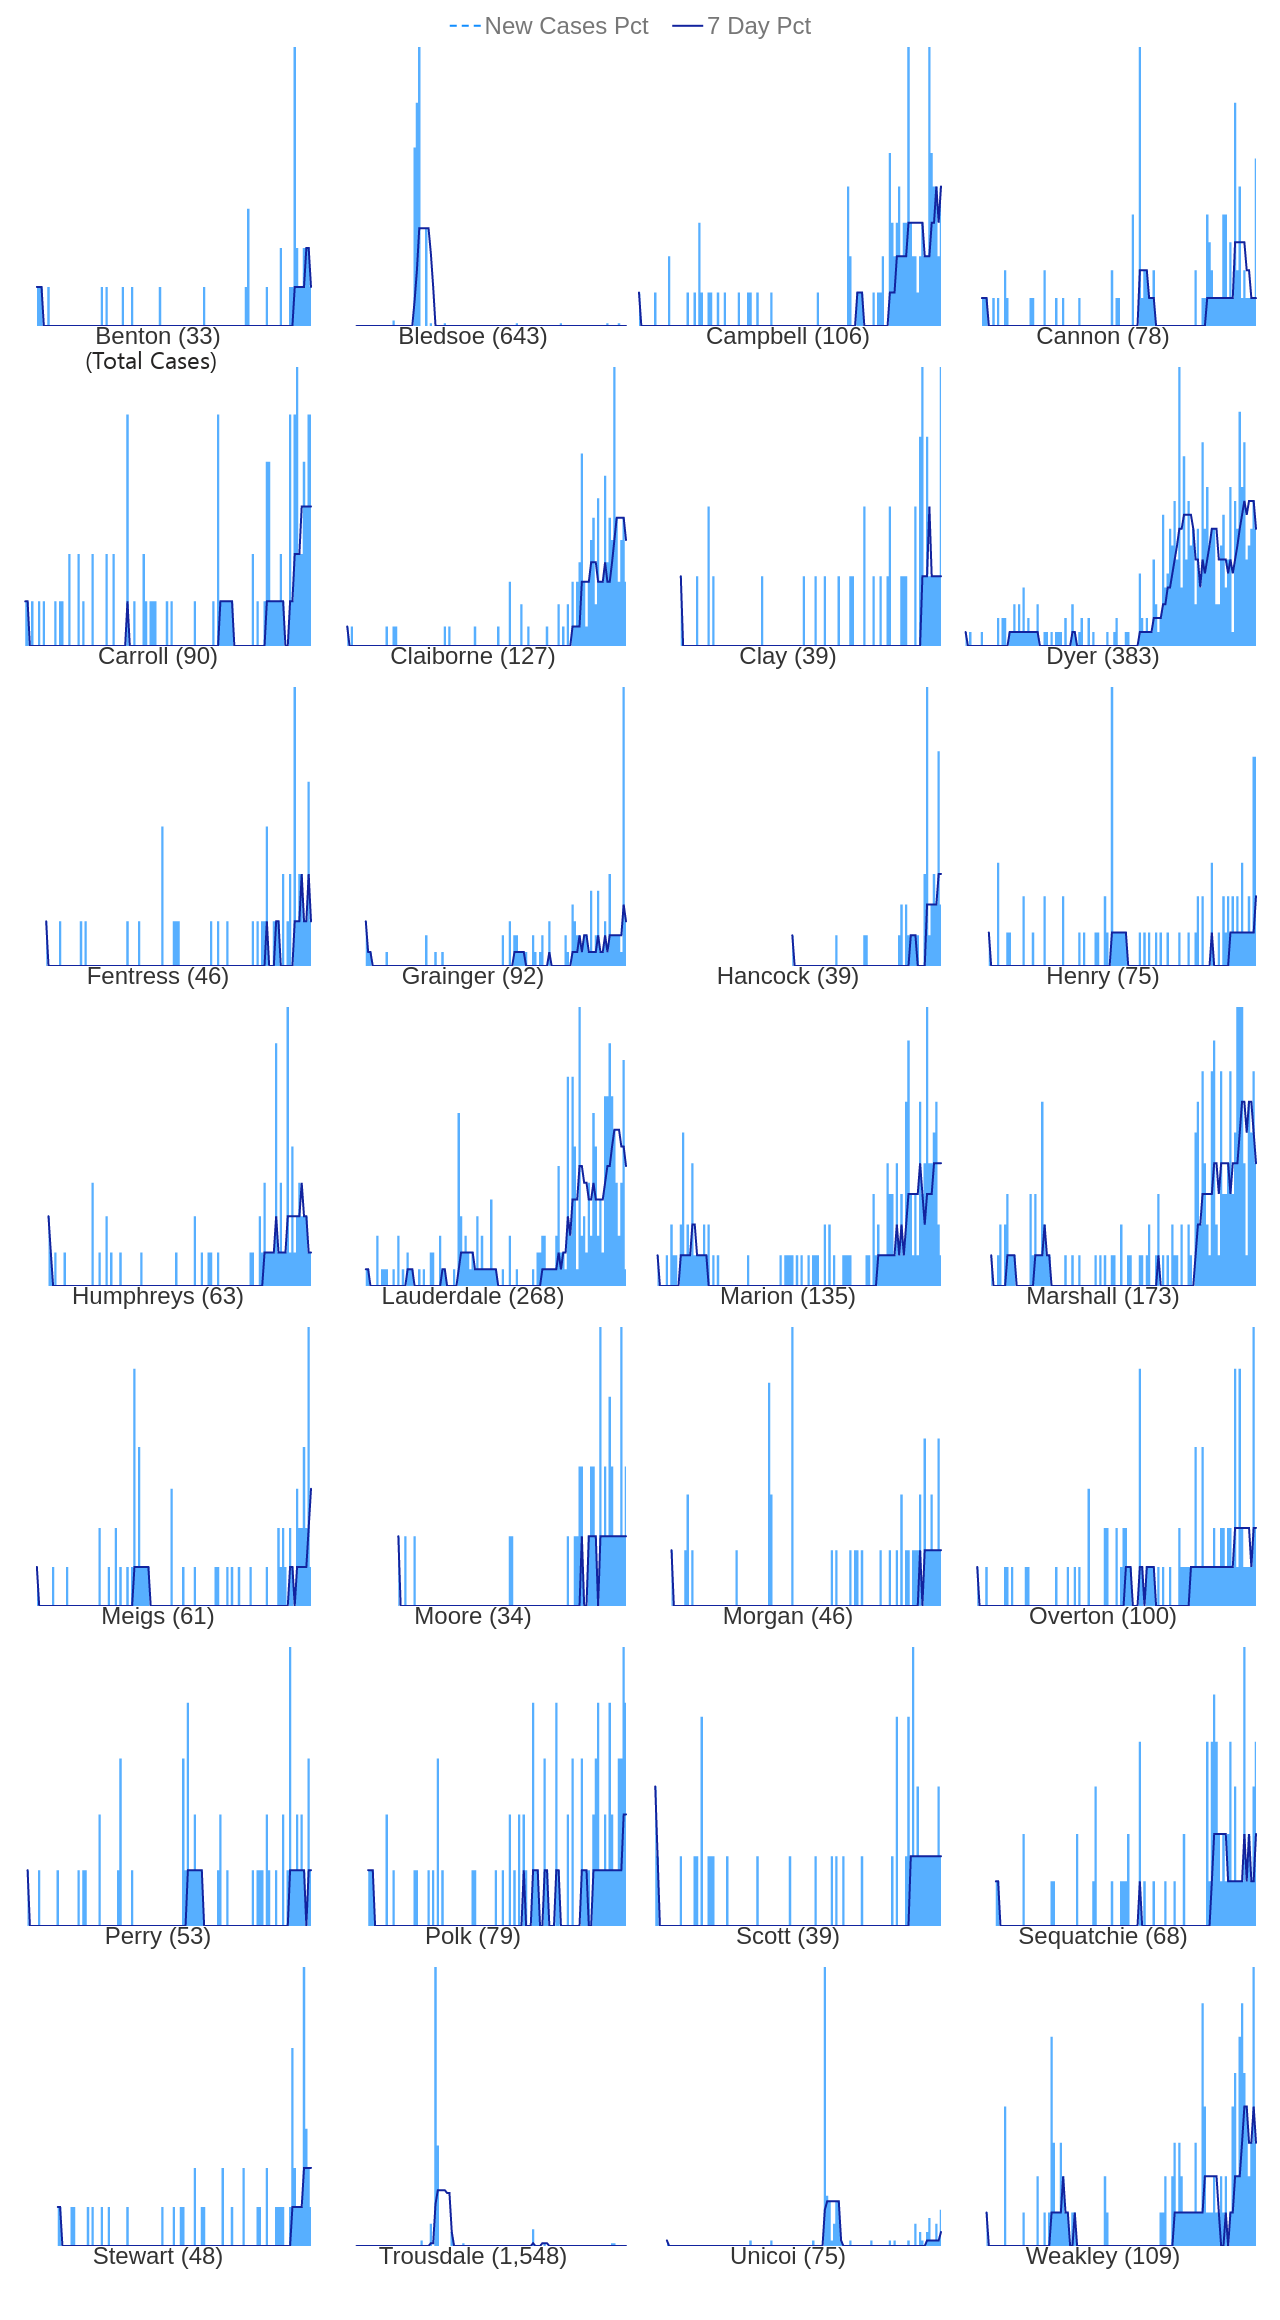 New Cases Pct 7 Day Pct
Benton (33) Bledsoe (643) Campbell (106) Cannon (78)
(Total Cases)
Carroll (90) Claiborne (127) Clay (39) Dyer (383)
Fentress (46) Grainger (92) Hancock (39) Henry (75)
Humphreys (63) Lauderdale (268) Marion (135) Marshall (173)
Meigs (61) Moore (34) Morgan (46) Overton (100)
Perry (53) Polk (79) Scott (39) Sequatchie (68)
Stewart (48) Trousdale (1,548) Unicoi (75) Weakley (109)